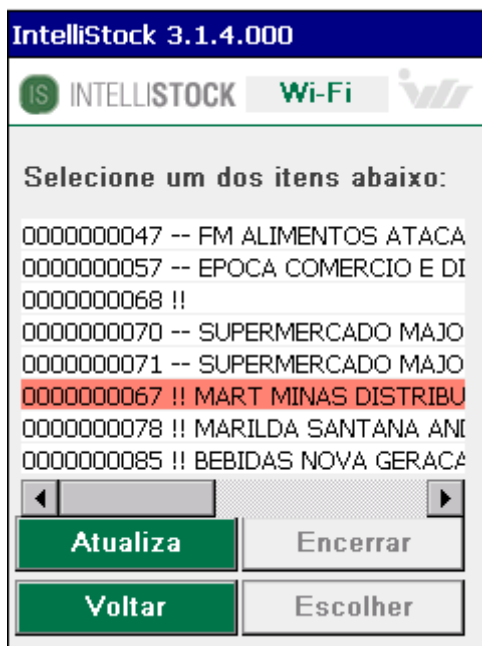 IntelliStock 3.1.4.000
IS INTELLISTOCK Wi-Fi
Selecione um dos itens abaixo:
0000000047 -- FM ALIMENTOS ATACA
0000000057 -- EPOCA COMERCIO E DI
0000000068 !!
0000000070 -- SUPERMERCADO MAJO
0000000071 -- SUPERMERCADO MAJO
0000000067 !! MART MINAS DISTRIBU
0000000078 !! MARILDA SANTANA AND
0000000085 !! BEBIDAS NOVA GERACA
Atualiza Encerrar
Voltar Escolher